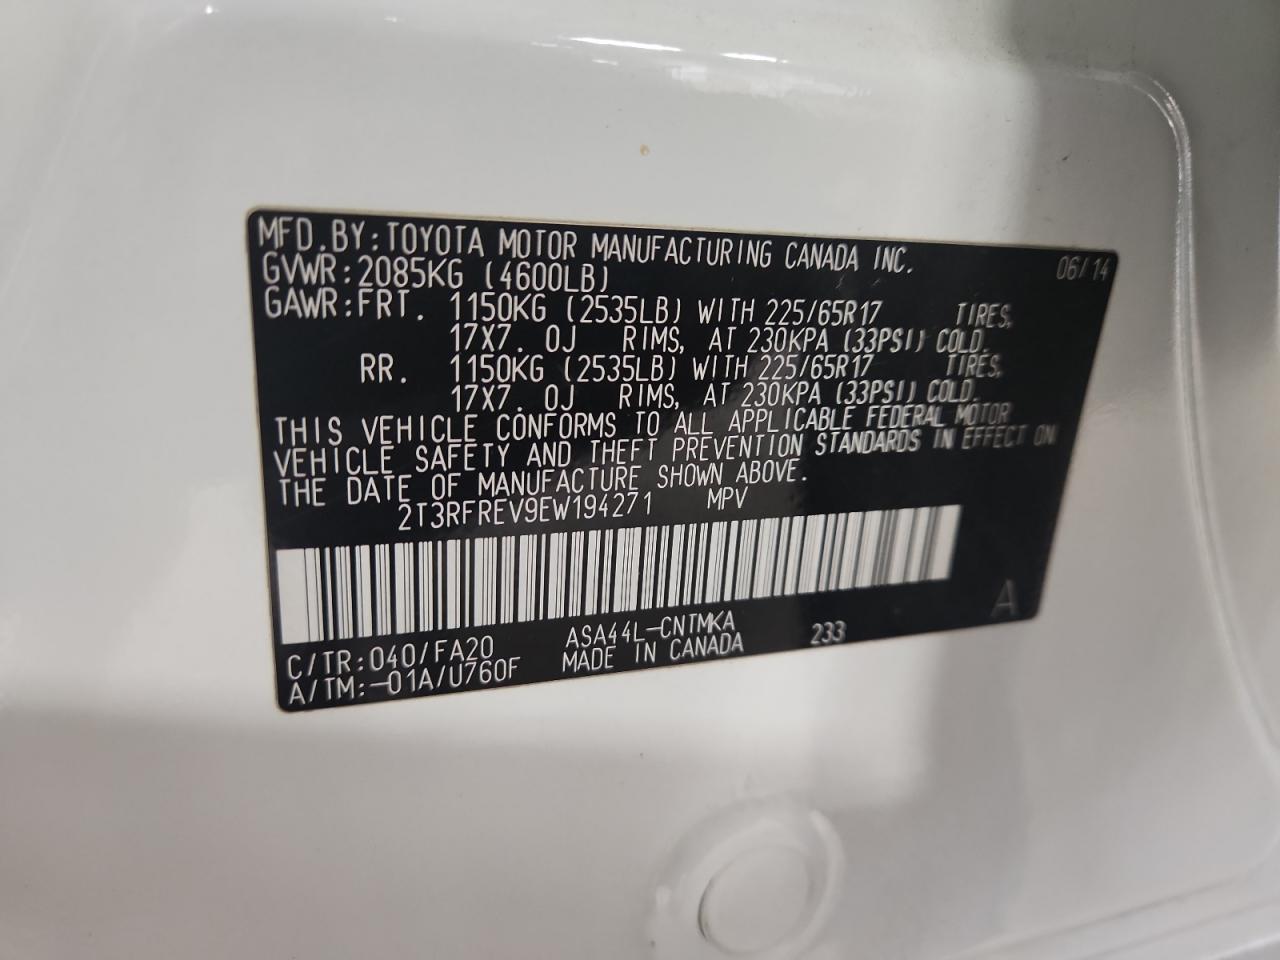 MFD.BY:TOYOTA MOTOR MANUFACTURING CANADA INC. 06/14
GVWR:2085KG (4600LB)
GAWR:FRT. 1150KG (2535LB) WITH 225/65R17 TIRES,
17X7.0J RIMS, AT 230KPA (33PSI) COLD.
RR. 1150KG (2535LB) WITH 225/65R17 TIRES,
17X7.0J RIMS, AT 230KPA (33PSI) COLD.
THIS VEHICLE CONFORMS TO ALL APPLICABLE FEDERAL MOTOR
VEHICLE SAFETY AND THEFT PREVENTION STANDARDS IN EFFECT ON
THE DATE OF MANUFACTURE SHOWN ABOVE.
2T3RFREV9EW194271 MPV
A
C/TR:040/FA20 ASA44L-CNTMKA 233
A/TM:-01A/U760F MADE IN CANADA